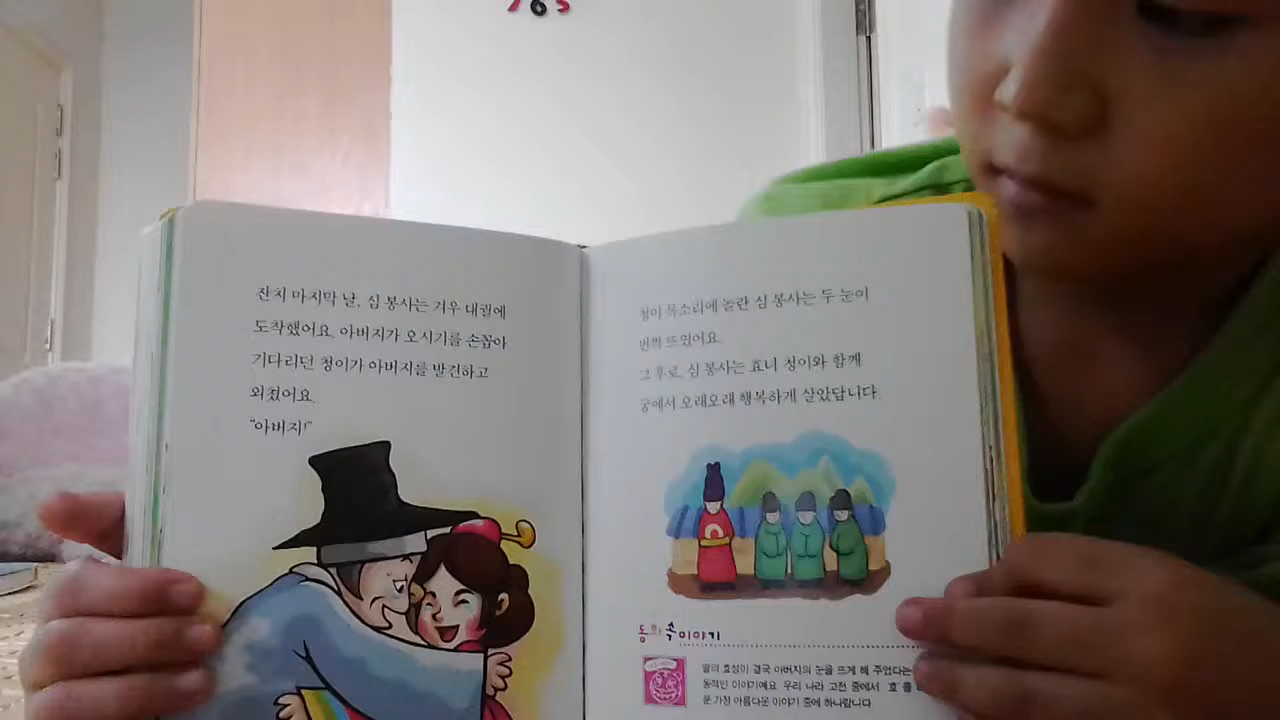 잔치 마지막 날, 심 봉사는 겨우 대궐에
도착했어요. 아버지가 오시기를 손꼽아
기다리던 청이가 아버지를 발견하고
외쳤어요.
"아버지!"
청이 목소리에 놀란 심 봉사는 두 눈이
번쩍 뜨였어요.
그 후로, 심 봉사는 효녀 청이와 함께
궁에서 오래오래 행복하게 살았답니다.
동화 속 이야기
딸의 효성이 결국 아버지의 눈을 뜨게 해 주었다는
동적인 이야기예요. 우리 나라 고전 중에서 '효'를
운 가장 아름다운 이야기 중에 하나랍니다.